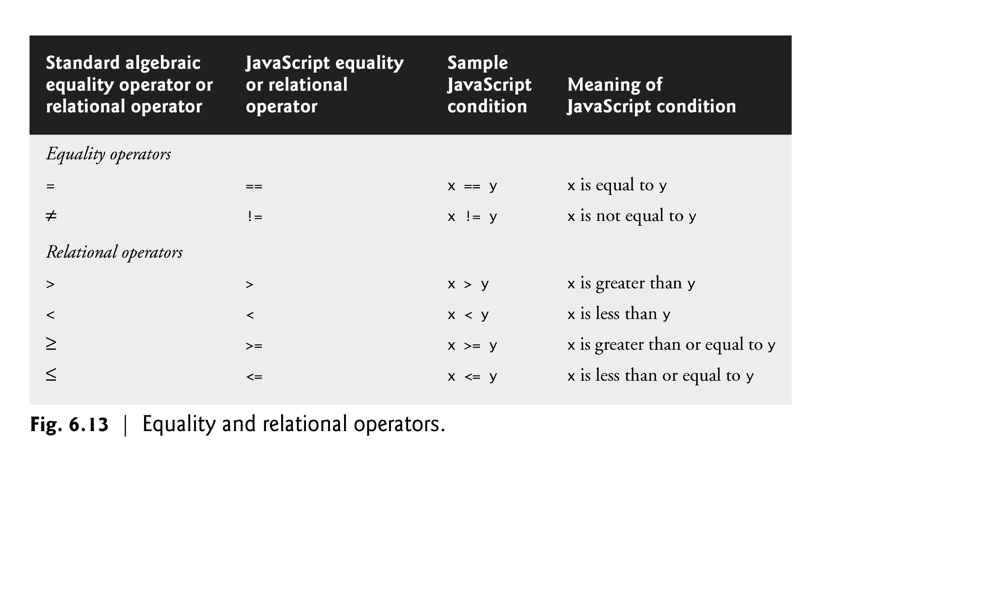 Standard algebraic equality operator or relational operator
JavaScript equality or relational operator
Sample JavaScript condition
Meaning of JavaScript condition
Equality operators
= == x == y x is equal to y
≠ != x != y x is not equal to y
Relational operators
> > x > y x is greater than y
< < x < y x is less than y
≥ >= x >= y x is greater than or equal to y
≤ <= x <= y x is less than or equal to y
Fig. 6.13 | Equality and relational operators.